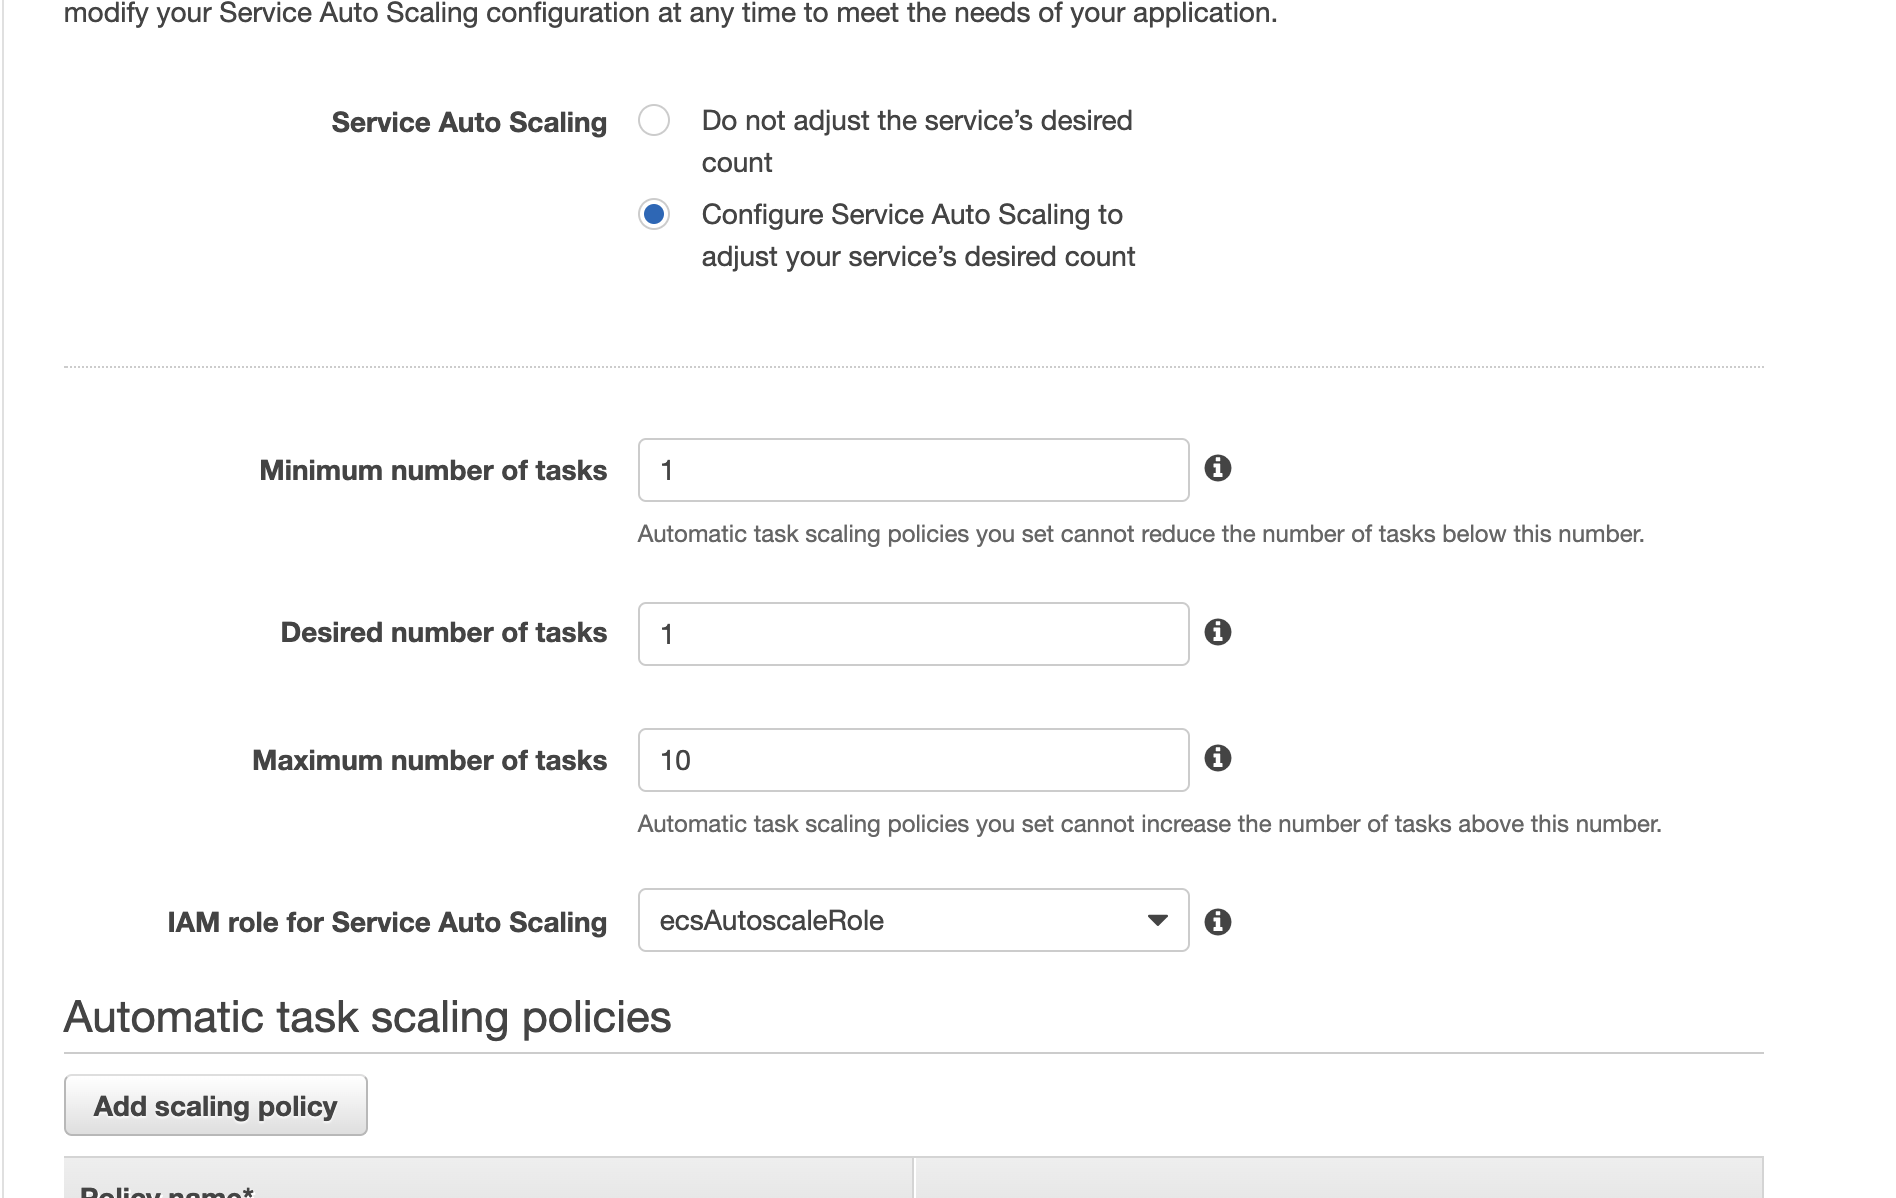 modify your Service Auto Scaling configuration at any time to meet the needs of your application.
Service Auto Scaling
Do not adjust the service’s desired
count
Configure Service Auto Scaling to
adjust your service’s desired count
Minimum number of tasks
1
Automatic task scaling policies you set cannot reduce the number of tasks below this number.
Desired number of tasks
1
Maximum number of tasks
10
Automatic task scaling policies you set cannot increase the number of tasks above this number.
IAM role for Service Auto Scaling
ecsAutoscaleRole
Automatic task scaling policies
Add scaling policy
Policy name*